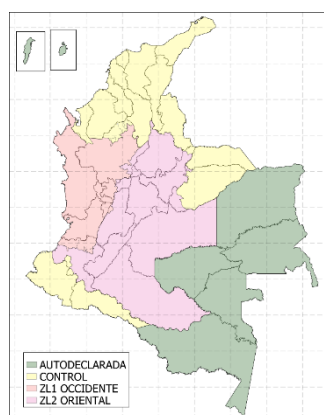 AUTODECLARADA
CONTROL
ZL1 OCCIDENTE
ZL2 ORIENTAL